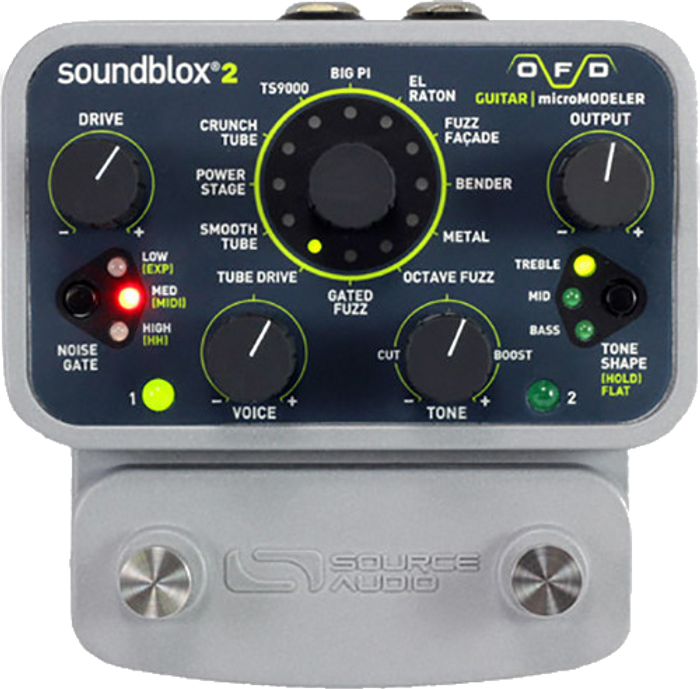 soundblox®2
OFD
GUITAR | microMODELER
BIG PI
TS9000
EL
RATON
CRUNCH
TUBE
FUZZ
FAÇADE
POWER
STAGE
BENDER
SMOOTH
TUBE
METAL
TUBE DRIVE
OCTAVE FUZZ
GATED
FUZZ
DRIVE
- +
OUTPUT
- +
LOW
(EXP)
MED
(MIDI)
HIGH
(HH)
NOISE
GATE
TREBLE
MID
BASS
TONE
SHAPE
(HOLD)
FLAT
1
- +
VOICE
CUT
BOOST
- +
TONE
2
SOURCE
AUDIO